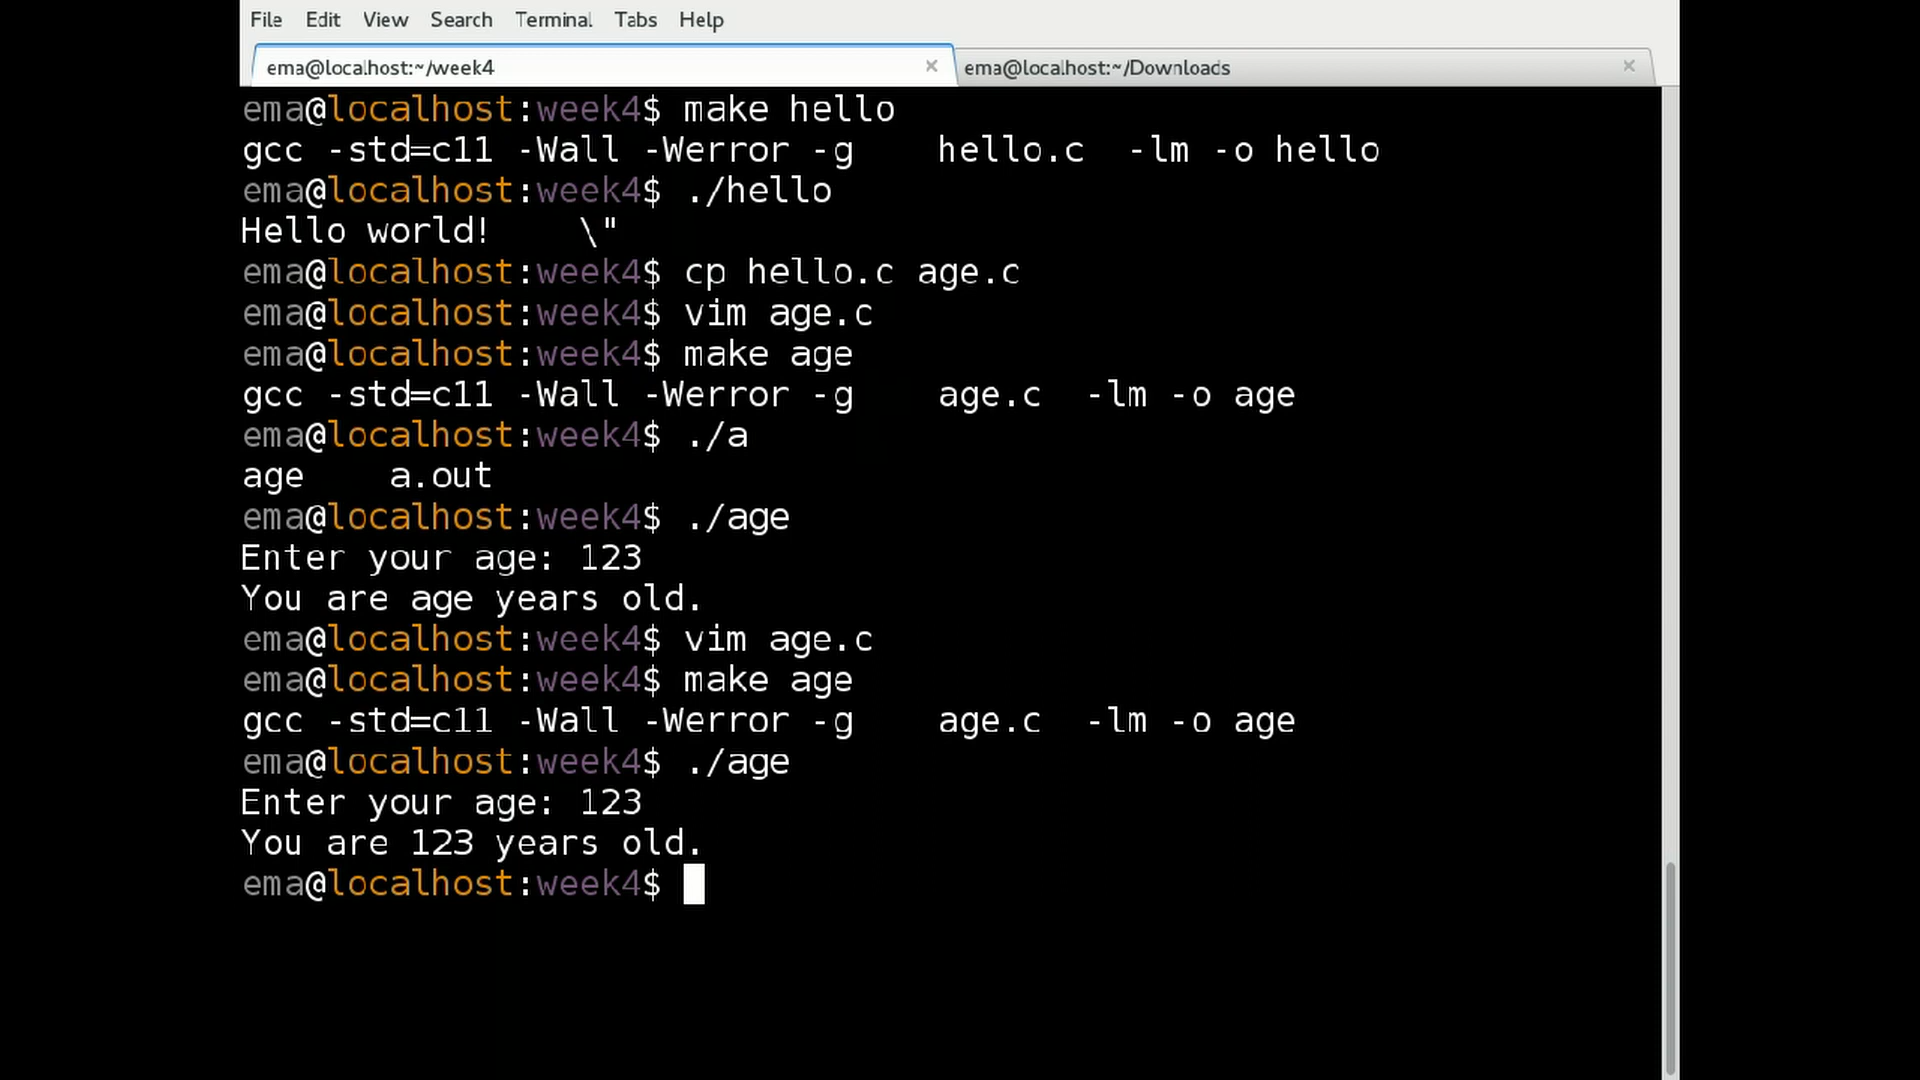 File Edit View Search Terminal Tabs Help
ema@localhost:~/week4 × ema@localhost:~/Downloads ×
ema@localhost:week4$ make hello
gcc -std=c11 -Wall -Werror -g    hello.c  -lm -o hello
ema@localhost:week4$ ./hello
Hello world!    \"
ema@localhost:week4$ cp hello.c age.c
ema@localhost:week4$ vim age.c
ema@localhost:week4$ make age
gcc -std=c11 -Wall -Werror -g    age.c  -lm -o age
ema@localhost:week4$ ./a
age    a.out
ema@localhost:week4$ ./age
Enter your age: 123
You are age years old.
ema@localhost:week4$ vim age.c
ema@localhost:week4$ make age
gcc -std=c11 -Wall -Werror -g    age.c  -lm -o age
ema@localhost:week4$ ./age
Enter your age: 123
You are 123 years old.
ema@localhost:week4$